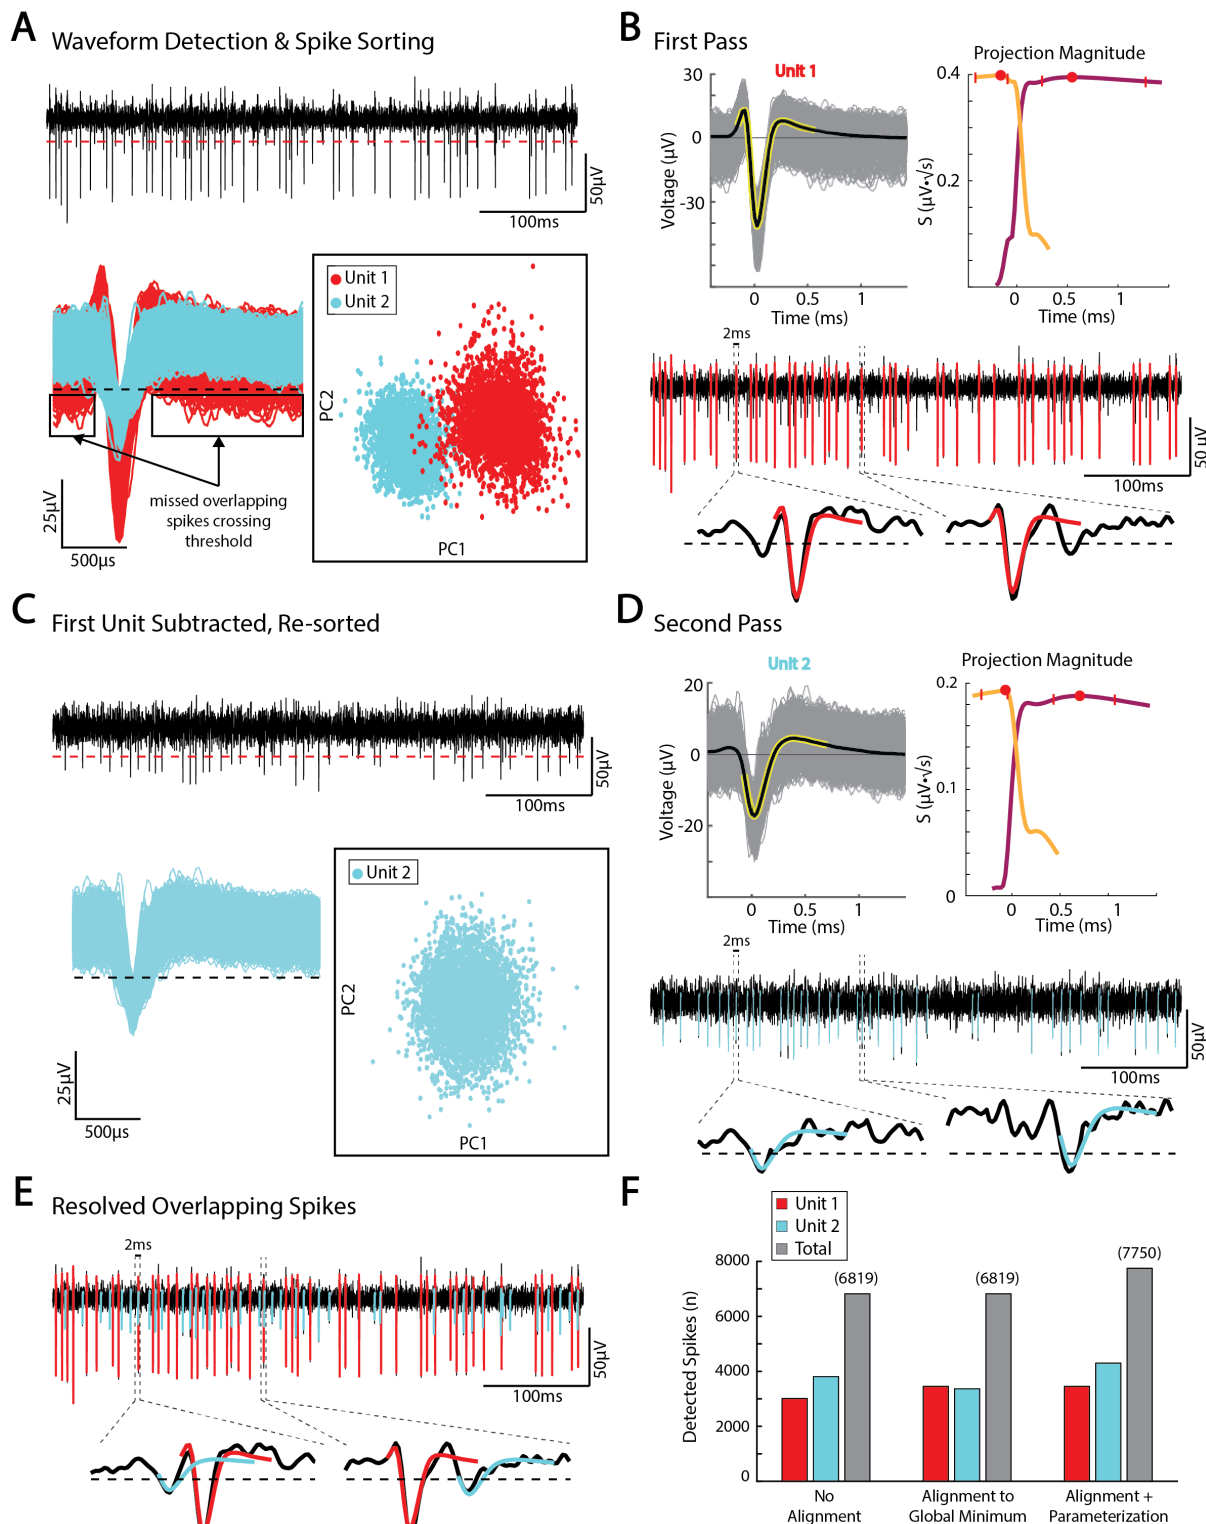 A
Waveform Detection & Spike Sorting
50µV
100ms
Unit 1
Unit 2
PC2
PC1
missed overlapping
spikes crossing
threshold
25µV
500µs
B
First Pass
Unit 1
30
0
-30
Voltage (µV)
0
0.5
1
Time (ms)
Projection Magnitude
0.4
0.2
S (µV•√s)
0
0.5
1
Time (ms)
2ms
50 µV
100ms
C
First Unit Subtracted, Re-sorted
50µV
100ms
Unit 2
PC2
PC1
25µV
500µs
D
Second Pass
Unit 2
20
0
-20
Voltage (µV)
0
0.5
1
Time (ms)
Projection Magnitude
0.2
0.1
0
S (µV•√s)
0
0.5
1
Time (ms)
2ms
50µV
100ms
E
Resolved Overlapping Spikes
2ms
50µV
100ms
F
Unit 1
Unit 2
Total
8000
6000
4000
2000
0
Detected Spikes (n)
(6819)
(6819)
(7750)
No
Alignment
Alignment to
Global Minimum
Alignment +
Parameterization